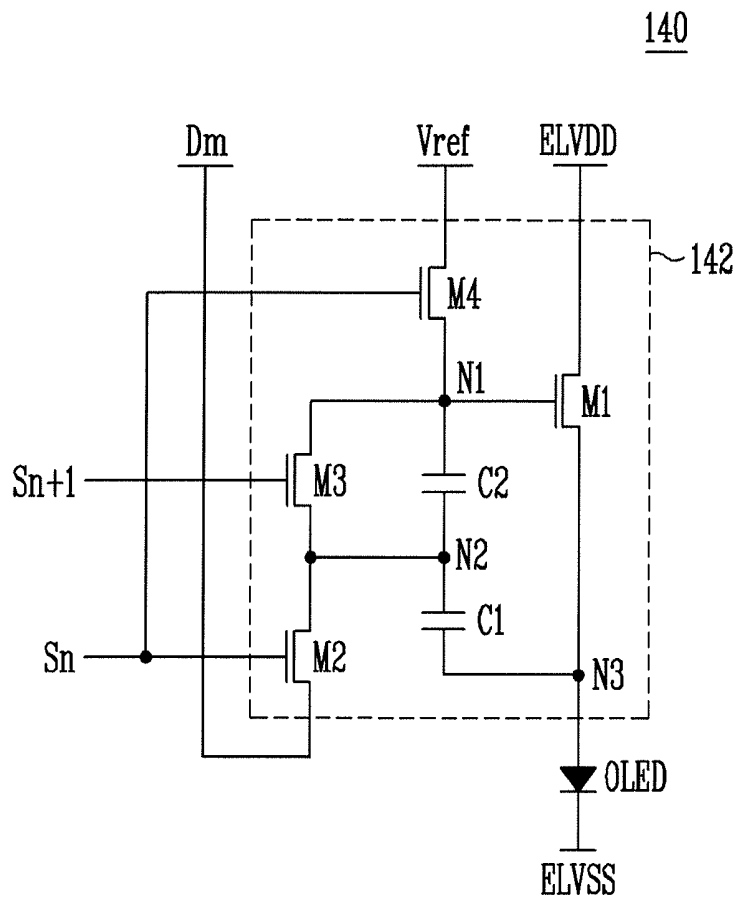 140
Dm
Vref
ELVDD
142
M4
N1
M1
Sn+1
M3
C2
N2
C1
Sn
M2
N3
OLED
ELVSS